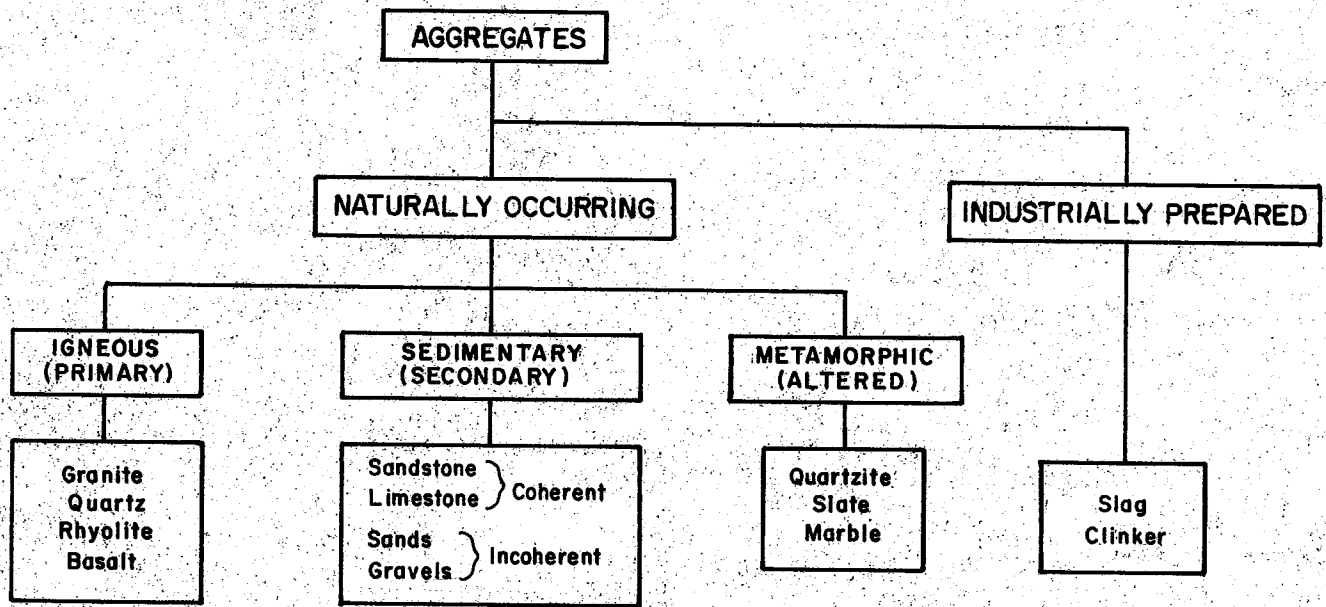 AGGREGATES
NATURALLY OCCURRING
INDUSTRIALLY PREPARED
IGNEOUS
(PRIMARY)
SEDIMENTARY
(SECONDARY)
METAMORPHIC
(ALTERED)
Granite
Quartz
Rhyolite
Basalt
Sandstone
Limestone
Coherent
Sands
Gravels
Incoherent
Quartzite
Slate
Marble
Slag
Clinker